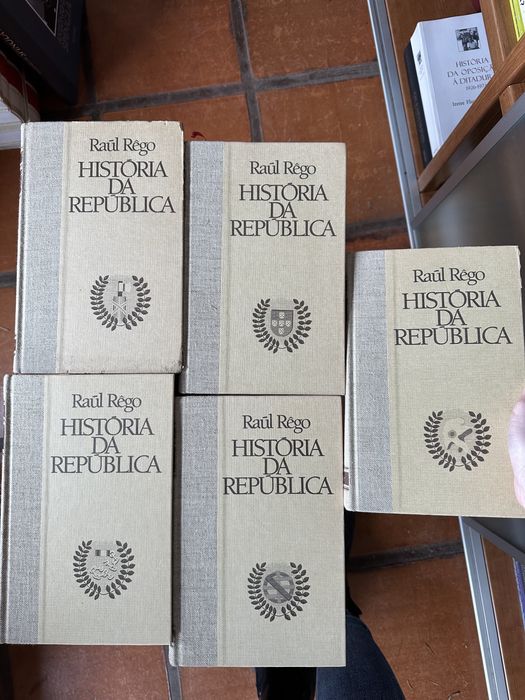 Raúl Rêgo
HISTÓRIA
DA
REPÚBLICA
Raúl Rêgo
HISTÓRIA
DA
REPÚBLICA
Raúl Rêgo
HISTÓRIA
DA
REPÚBLICA
Raúl Rêgo
HISTÓRIA
DA
REPÚBLICA
Raúl Rêgo
HISTÓRIA
DA
REPÚBLICA
HISTÓRIA
DA OPOSIÇÃO
À DITADURA
Irene